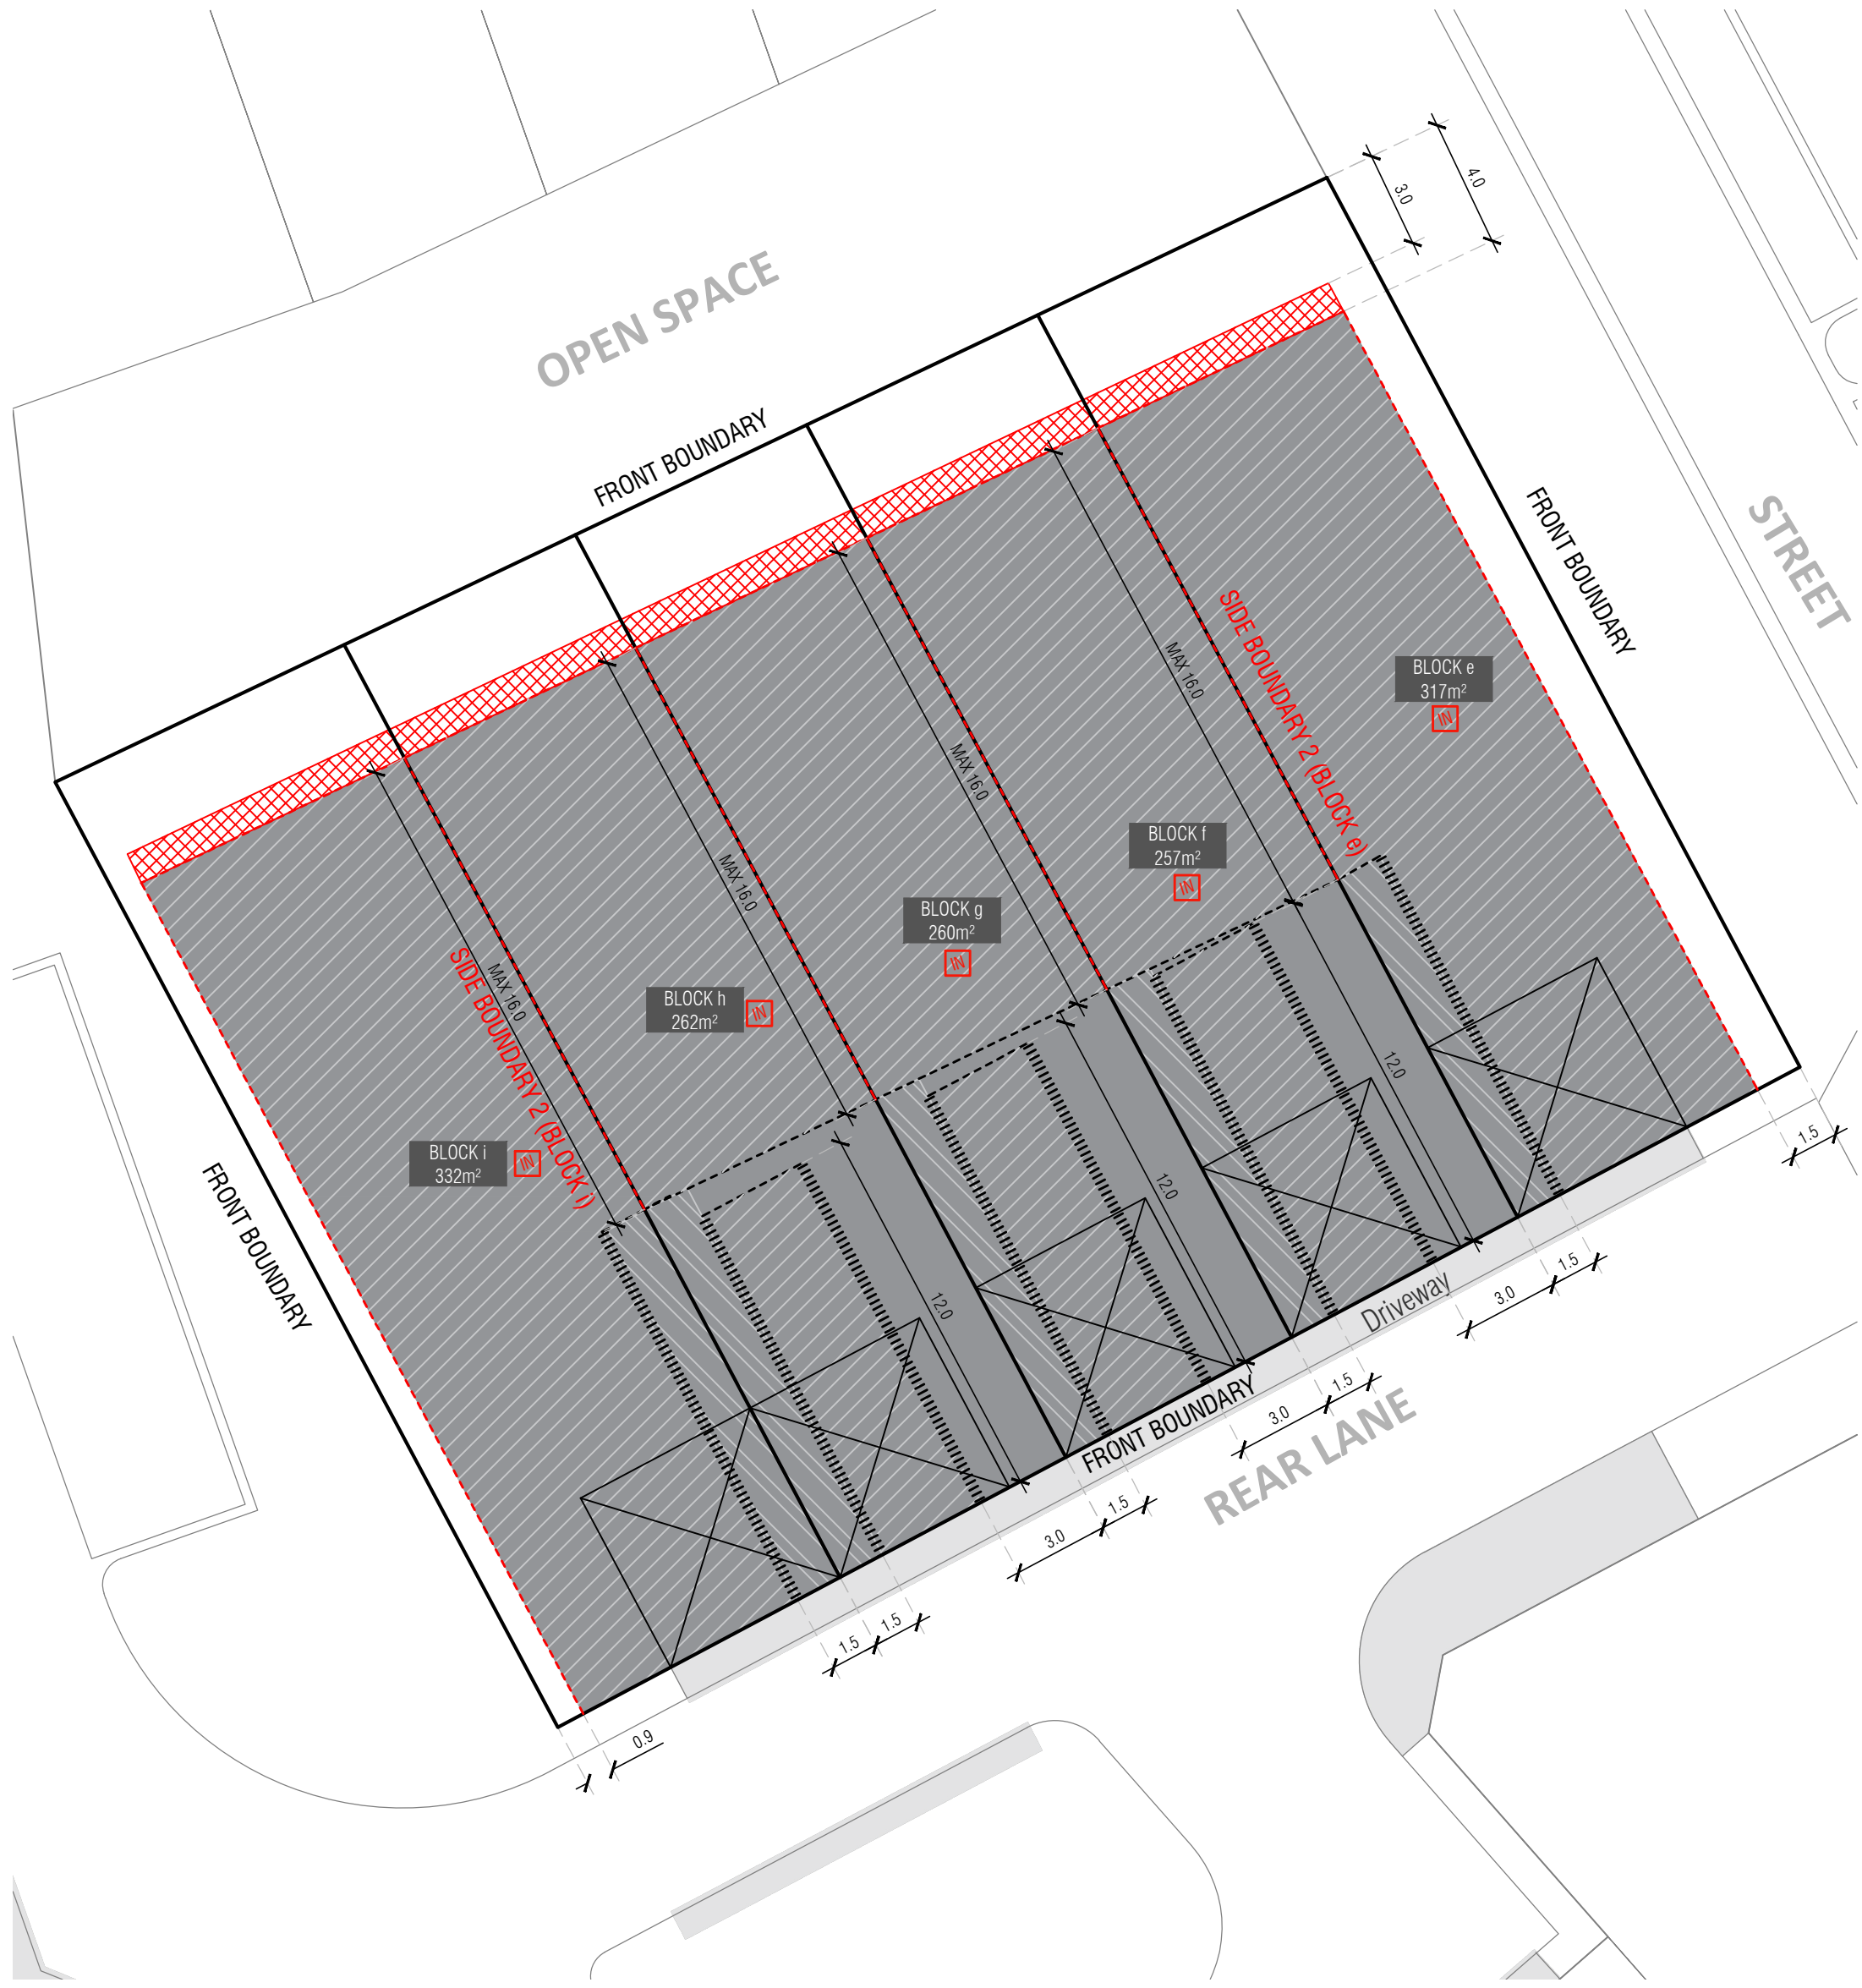 4.0
3.0
OPEN SPACE
FRONT BOUNDARY
FRONT BOUNDARY
STREET
SIDE BOUNDARY 2 (BLOCK e)
MAX 16.0
BLOCK e
317m²
IN
MAX 16.0
BLOCK f
257m²
IN
MAX 16.0
BLOCK g
260m²
IN
MAX 16.0
SIDE BOUNDARY 2 (BLOCK i)
BLOCK h
262m²
IN
BLOCK i
332m²
IN
FRONT BOUNDARY
12.0
12.0
12.0
1.5
1.5
3.0
Driveway
FRONT BOUNDARY
REAR LANE
1.5
3.0
1.5
3.0
1.5
1.5
0.9